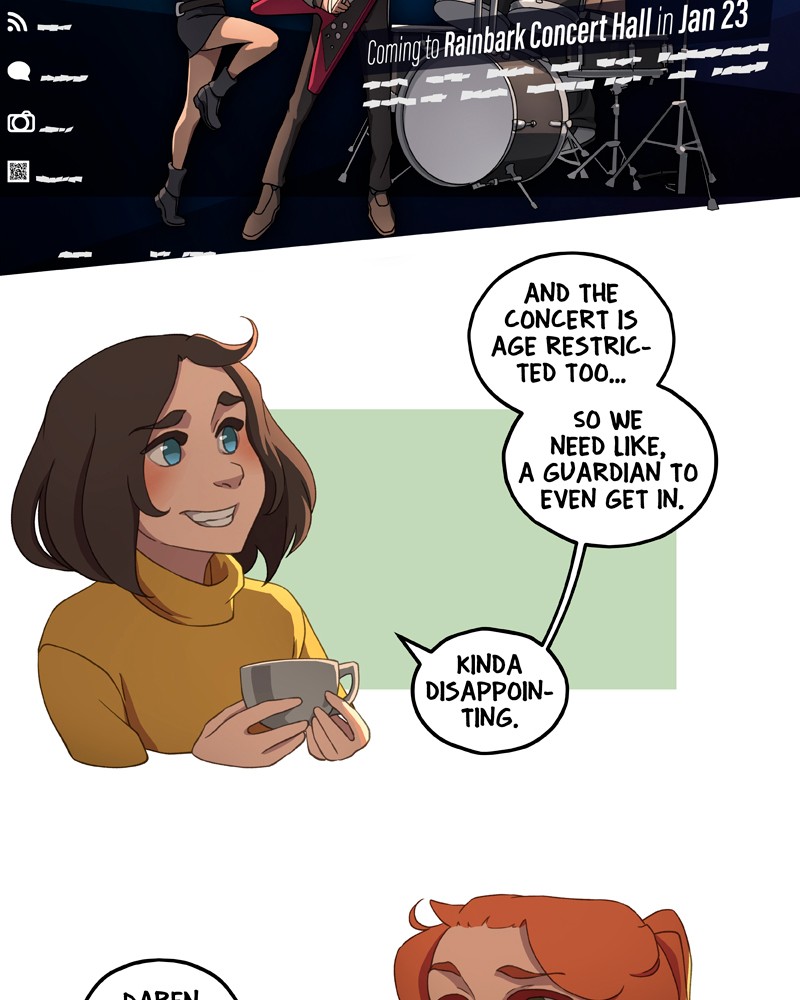 Coming to Rainbark Concert Hall in Jan 23
AND THE
CONCERT IS
AGE RESTRIC-
TED TOO...
SO WE
NEED LIKE,
A GUARDIAN TO
EVEN GET IN.
KINDA
DISAPPOIN-
TING.
DAREN